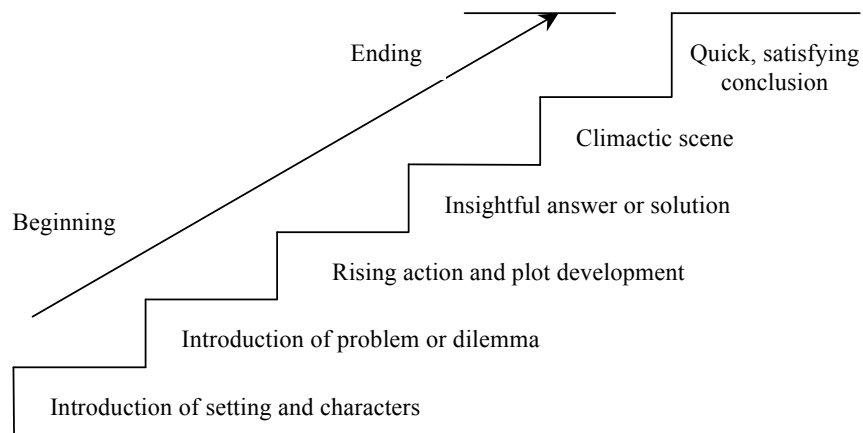 Ending
Quick, satisfying
conclusion
Climactic scene
Beginning
Insightful answer or solution
Rising action and plot development
Introduction of problem or dilemma
Introduction of setting and characters